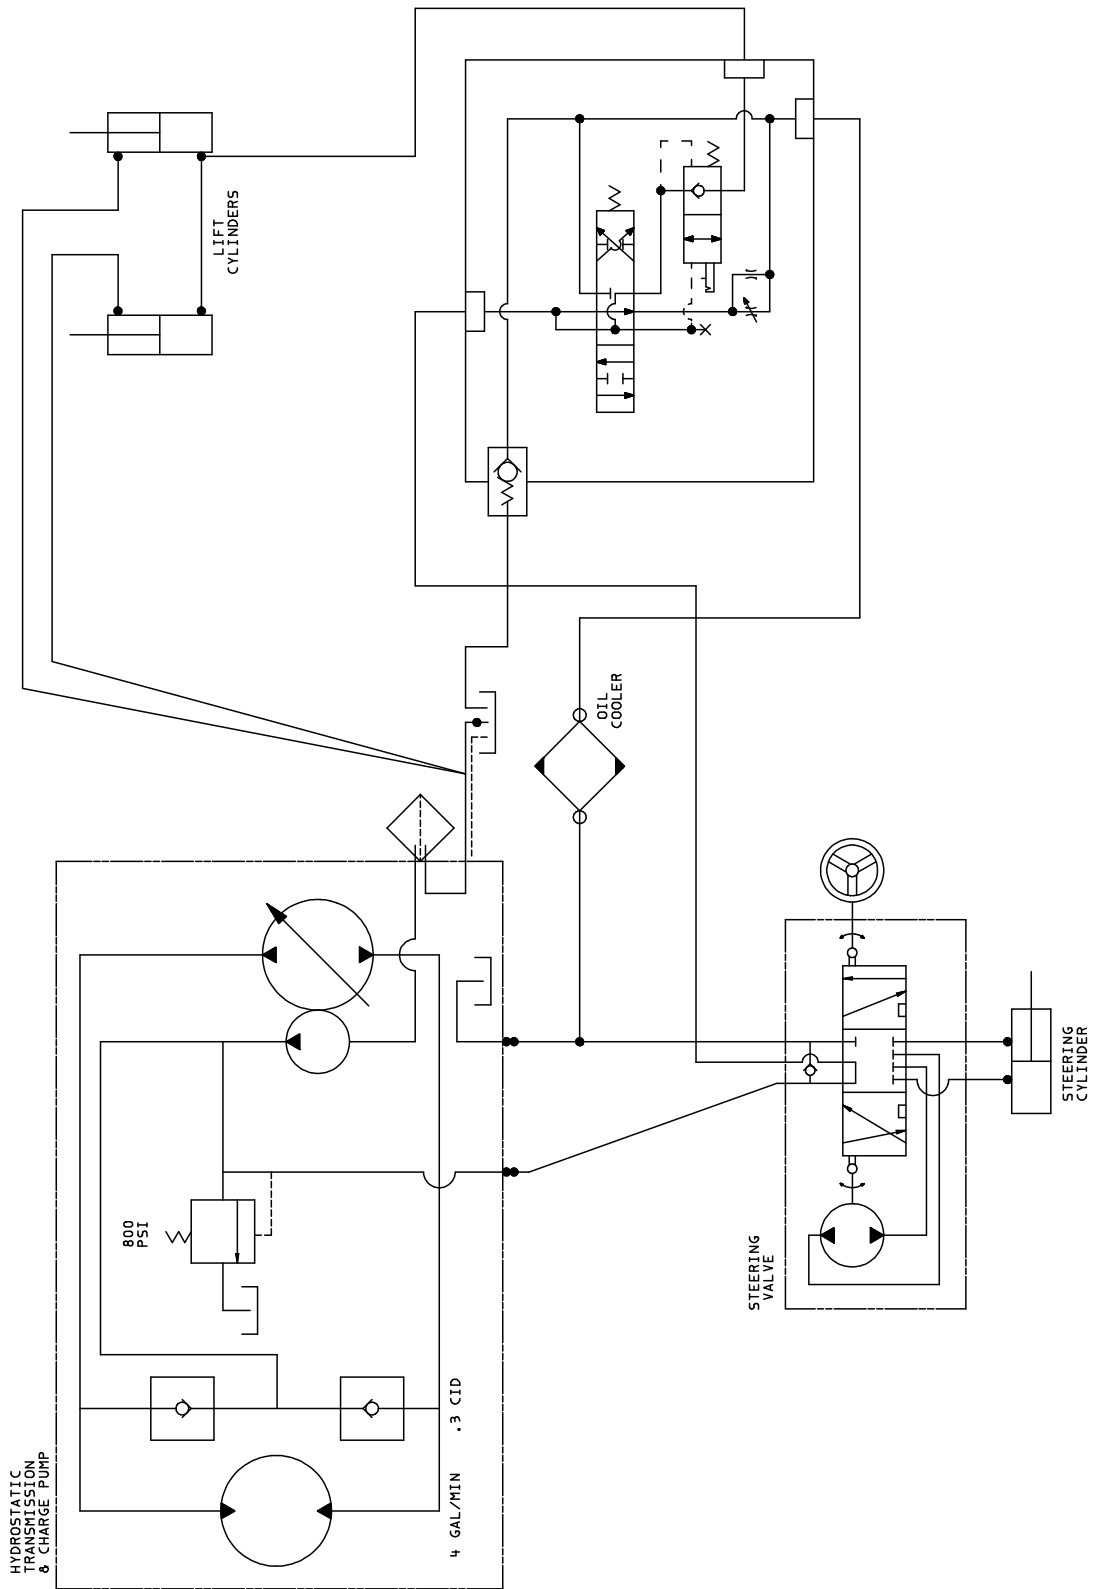 LIFT
CYLINDERS
OIL
COOLER
STEERING
CYLINDER
STEERING
VALVE
800
PSI
4 GAL/MIN .3 CID
HYDROSTATIC
TRANSMISSION
& CHARGE PUMP